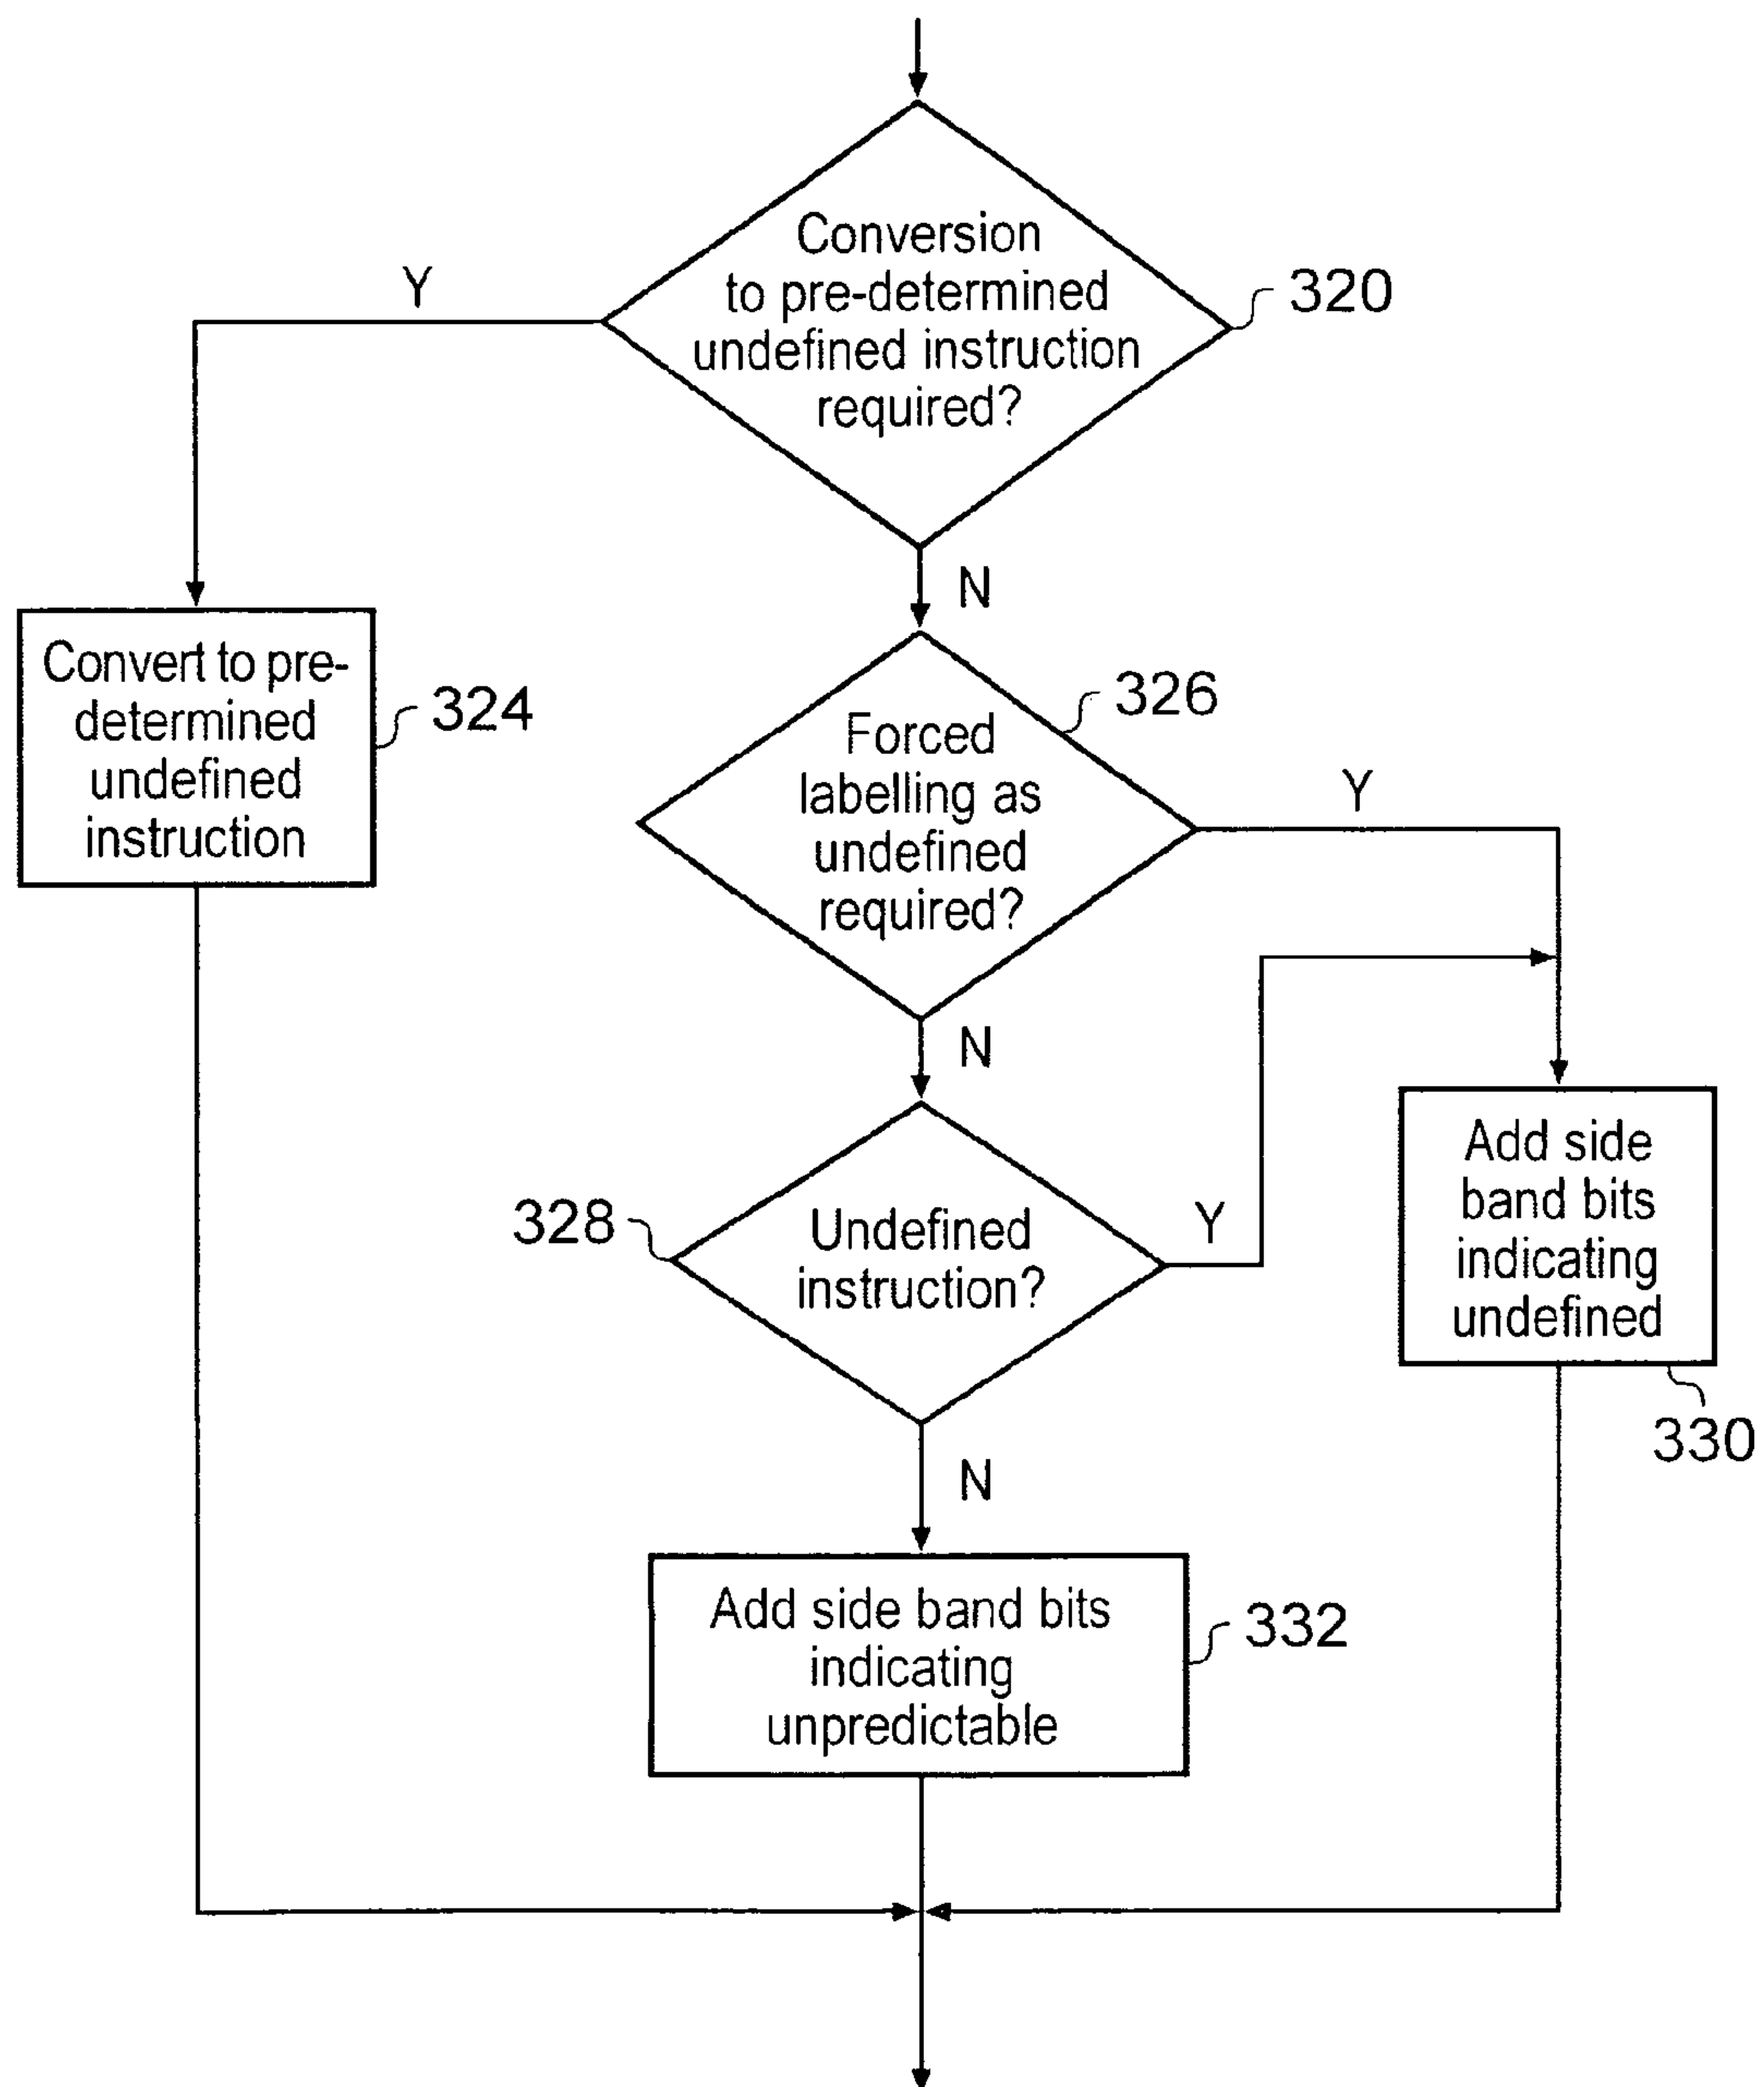 Conversion
to pre-determined
undefined instruction
required?
320
Y
N
Convert to pre-
determined
undefined
instruction
324
Forced
labelling as
undefined
required?
326
Y
N
Undefined
instruction?
328
Y
N
Add side
band bits
indicating
undefined
330
Add side band bits
indicating
unpredictable
332